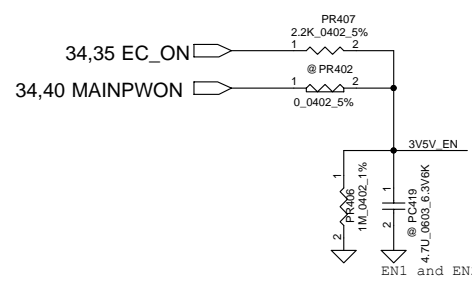 PR407
2.2K_0402_5%
34,35 EC_ON
1 2
@ PR402
34,40 MAINPWON
1 2
0_0402_5%
3V5V_EN
1
PR406
1M_0402_1%
2
1
@ PC419
4.7U_0603_6.3V6K
2
EN1 and EN